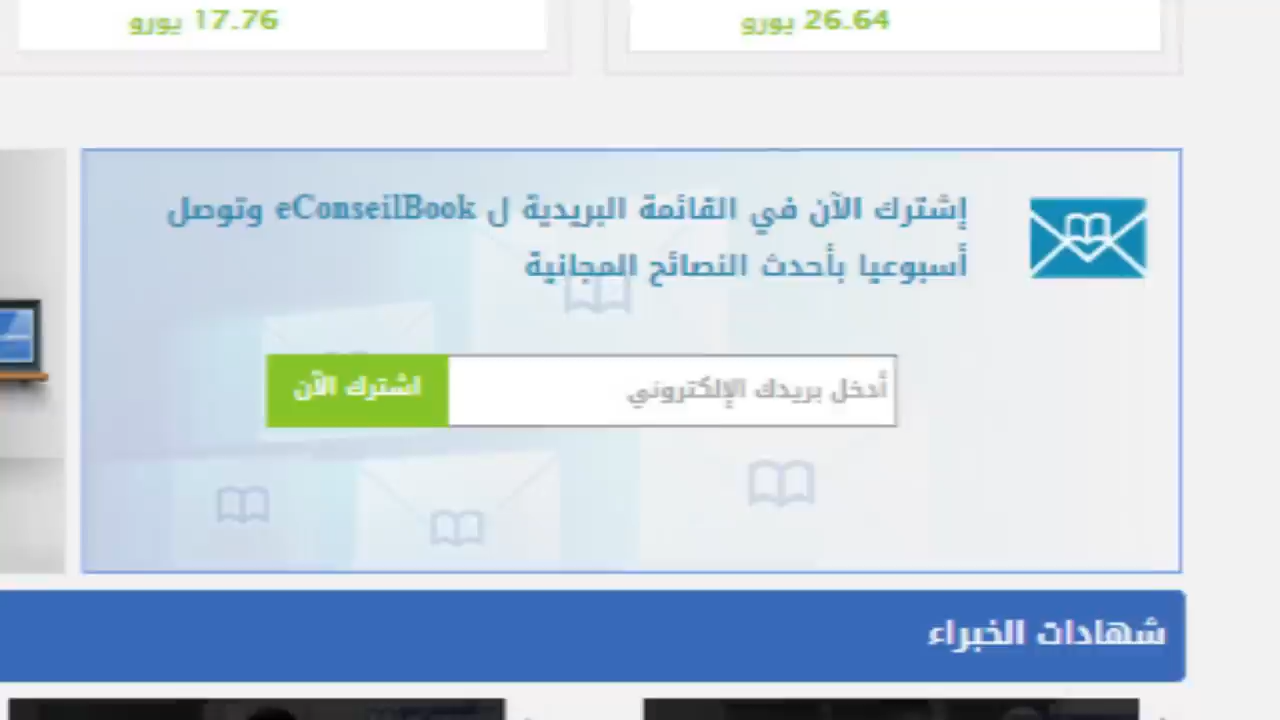 26.64 يورو
17.76 يورو
إشترك الآن في القائمة البريدية ل eConseilBook وتوصل
أسبوعيا بأحدث النصائح المجانية
أدخل بريدك الإلكتروني
اشترك الآن
شهادات الخبراء